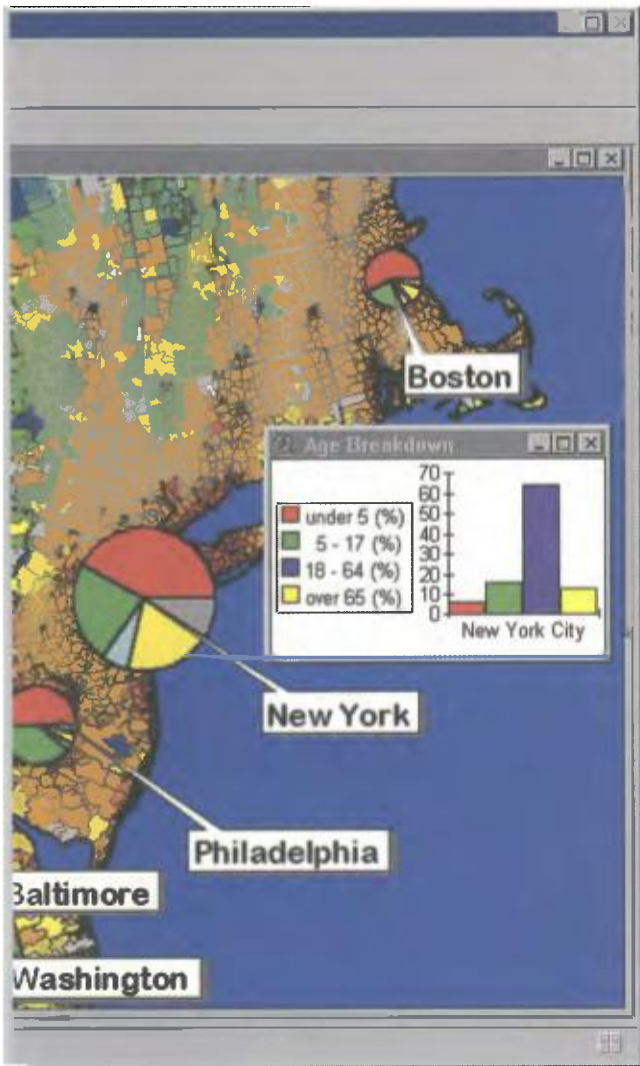 Boston
Age Breakdown
70
60
50
40
30
20
10
0
under 5 (%)
5 - 17 (%)
18 - 64 (%)
over 65 (%)
New York City
New York
Philadelphia
Baltimore
Washington